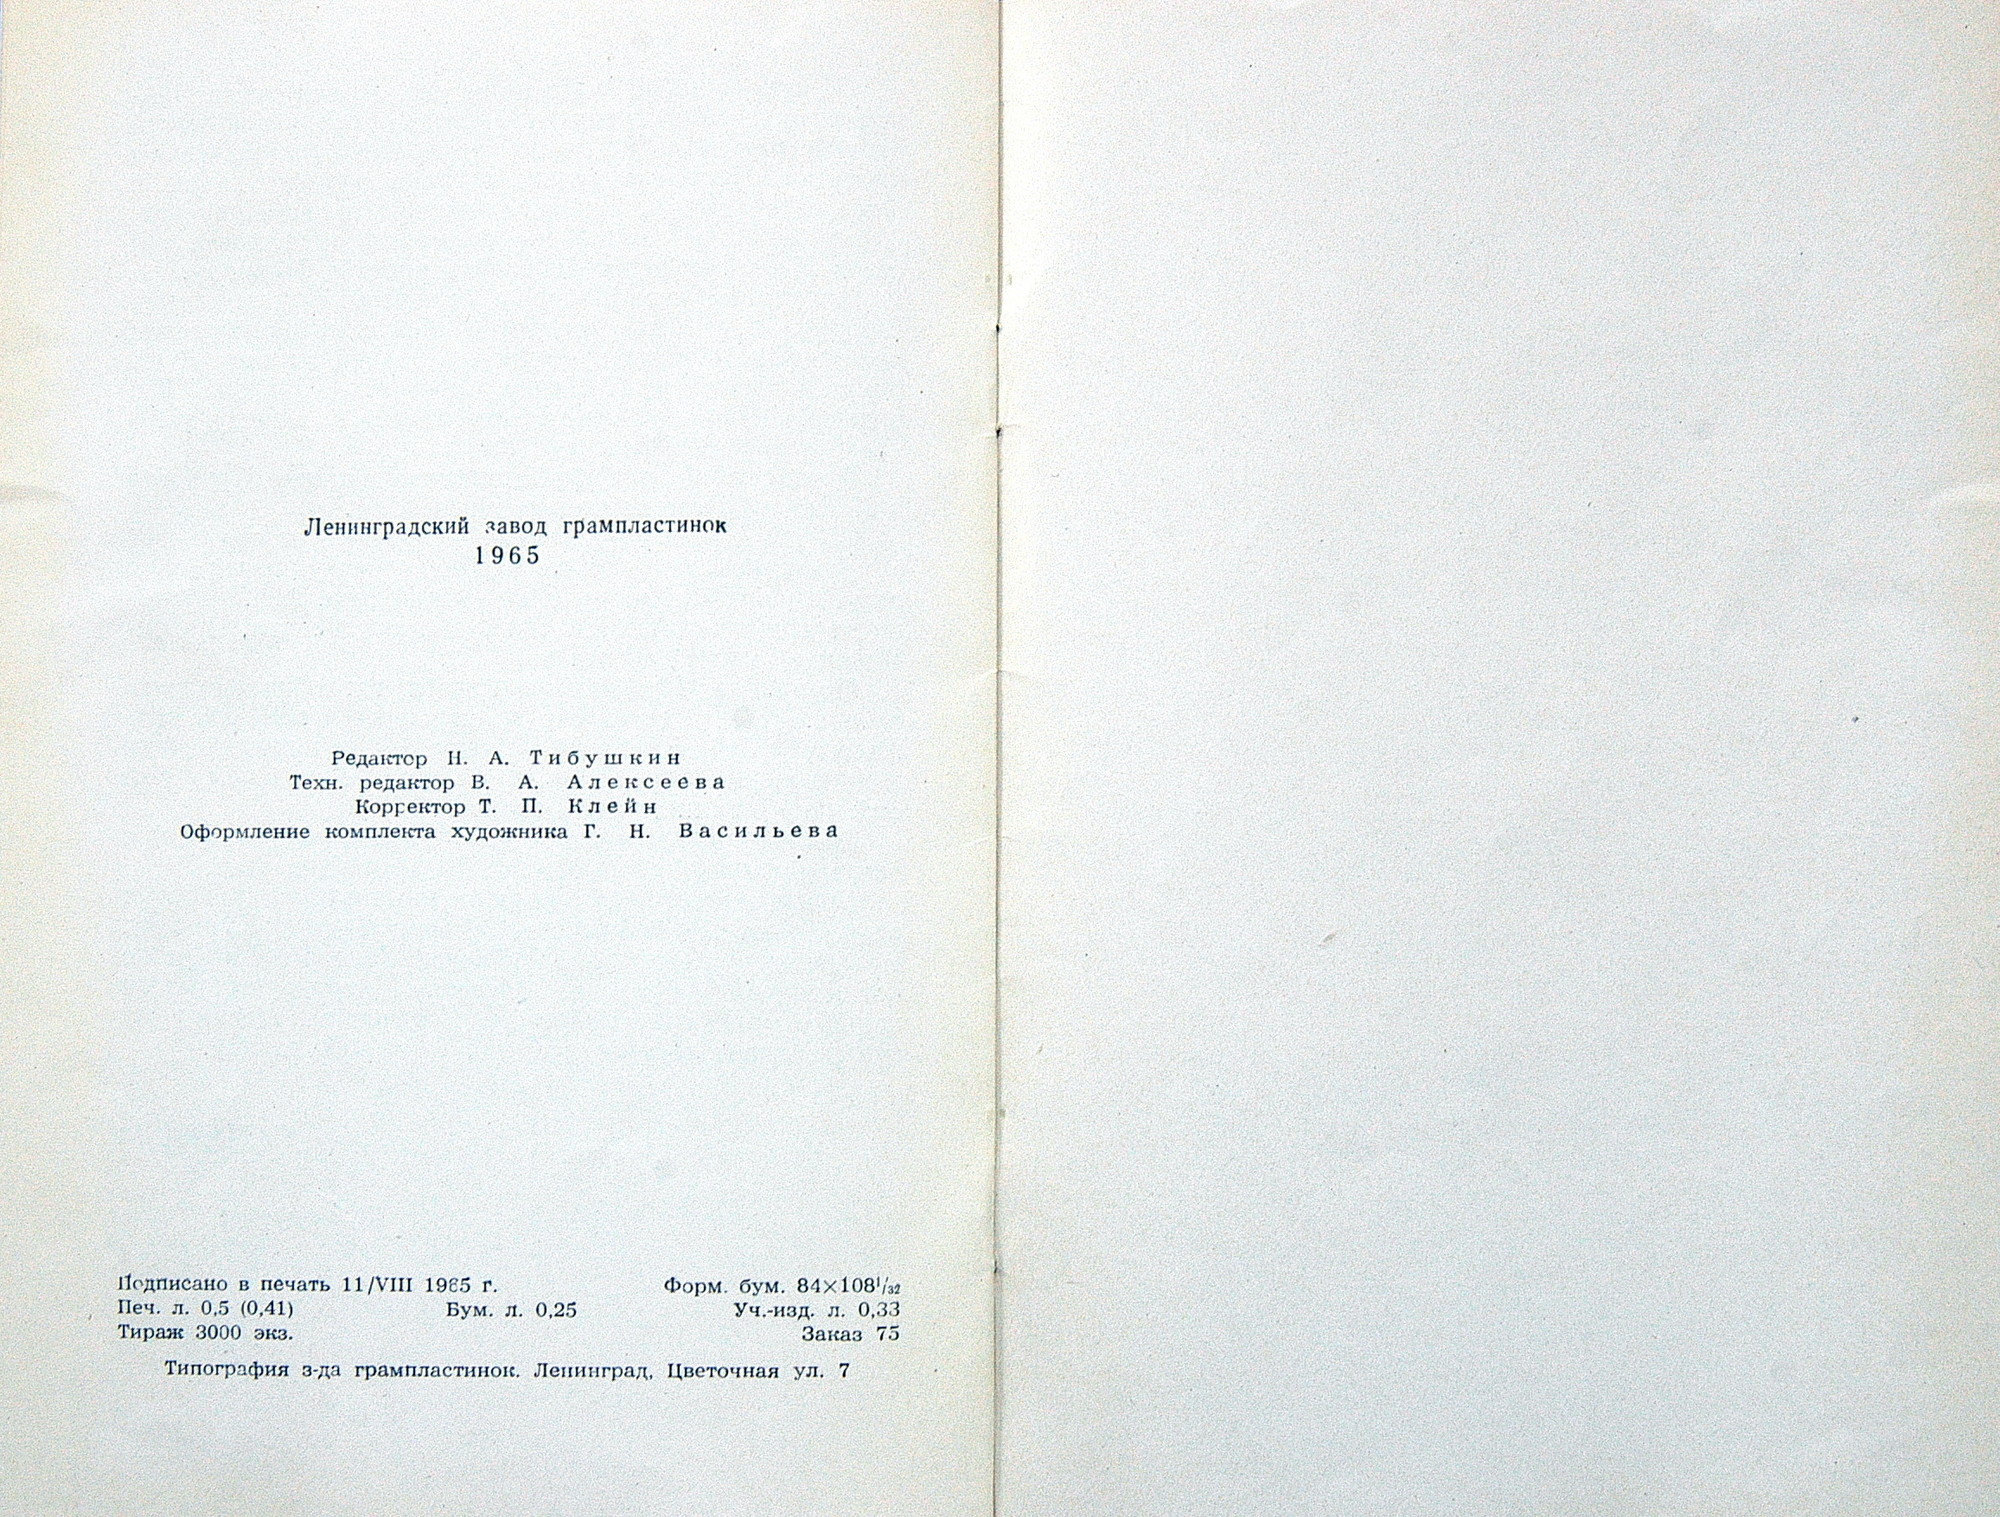 Ленинградский завод грампластинок
1965
Редактор Н. А. Тибушкин
Техн. редактор В. А. Алексеева
Корректор Т. П. Клейн
Оформление комплекта художника Г. Н. Васильева
Подписано в печать 11/VIII 1965 г. Форм. бум. 84×108¹/₃₂
Печ. л. 0,5 (0,41) Бум. л. 0,25 Уч.-изд. л. 0,33
Тираж 3000 экз. Заказ 75
Типография з-да грампластинок. Ленинград, Цветочная ул. 7